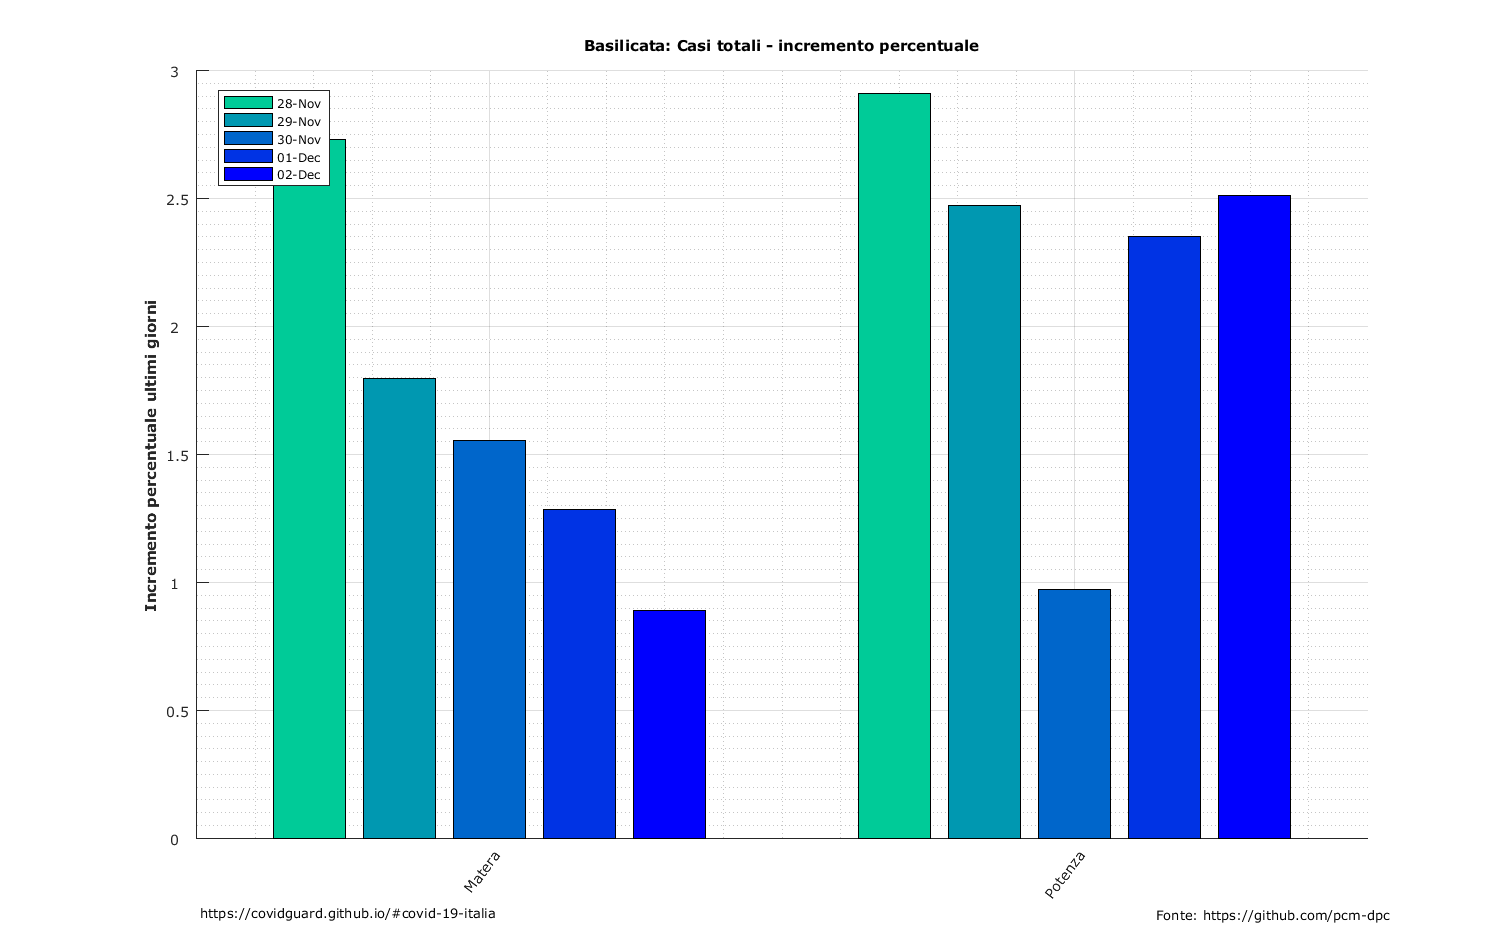 Basilicata: Casi totali - incremento percentuale
Incremento percentuale ultimi giorni
3
2.5
2
1.5
1
0.5
0
28-Nov
29-Nov
30-Nov
01-Dec
02-Dec
Matera
Potenza
https://covidguard.github.io/#covid-19-italia
Fonte: https://github.com/pcm-dpc